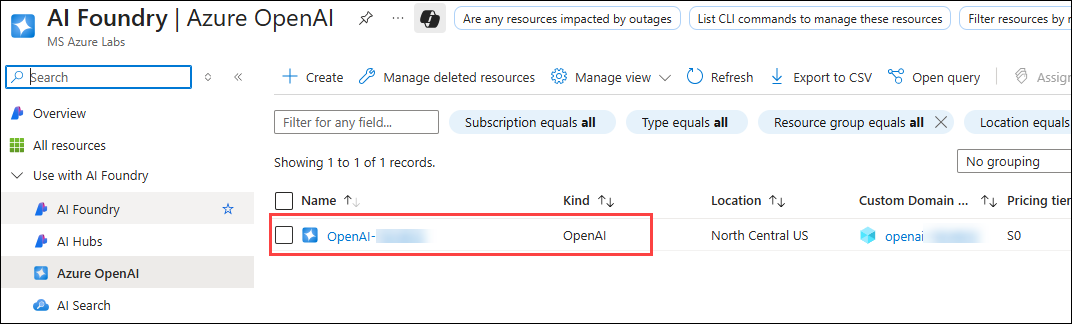 AI Foundry | Azure OpenAI
MS Azure Labs
Are any resources impacted by outages
List CLI commands to manage these resources
Filter resources by
Search
Create
Manage deleted resources
Manage view
Refresh
Export to CSV
Open query
Assign
Overview
All resources
Use with AI Foundry
AI Foundry
AI Hubs
Azure OpenAI
AI Search
Filter for any field...
Subscription equals all
Type equals all
Resource group equals all
Location equals
Showing 1 to 1 of 1 records.
No grouping
Name
Kind
Location
Custom Domain ...
Pricing tier
OpenAI-
OpenAI
North Central US
openai
S0